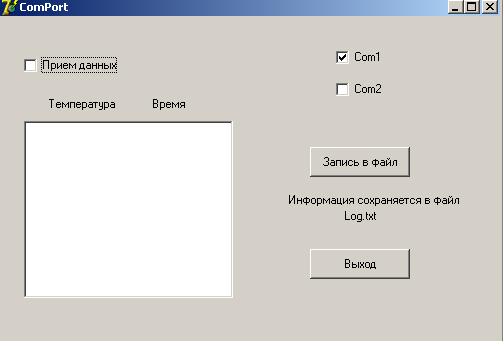 ComPort
Прием данных
Com1
Com2
Температура Время
Запись в файл
Информация сохраняется в файл
Log.txt
Выход